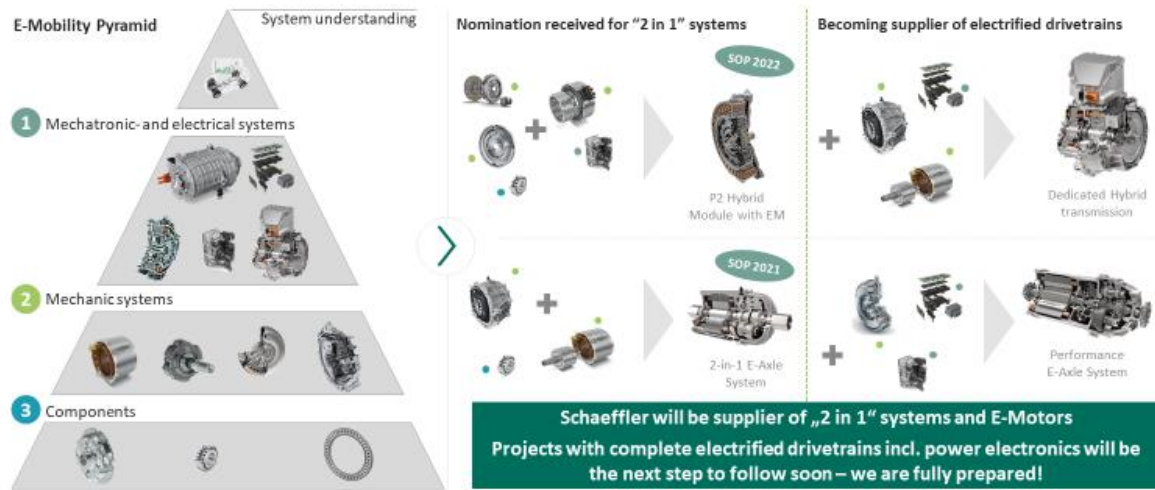 E-Mobility Pyramid
System understanding
1 Mechatronic- and electrical systems
2 Mechanic systems
3 Components
Nomination received for “2 in 1” systems
SOP 2022
P2 Hybrid
Module with EM
SOP 2021
2-in-1 E-Axle
System
Becoming supplier of electrified drivetrains
Dedicated Hybrid
transmission
Performance
E-Axle System
Schaeffler will be supplier of „2 in 1“ systems and E-Motors
Projects with complete electrified drivetrains incl. power electronics will be
the next step to follow soon – we are fully prepared!